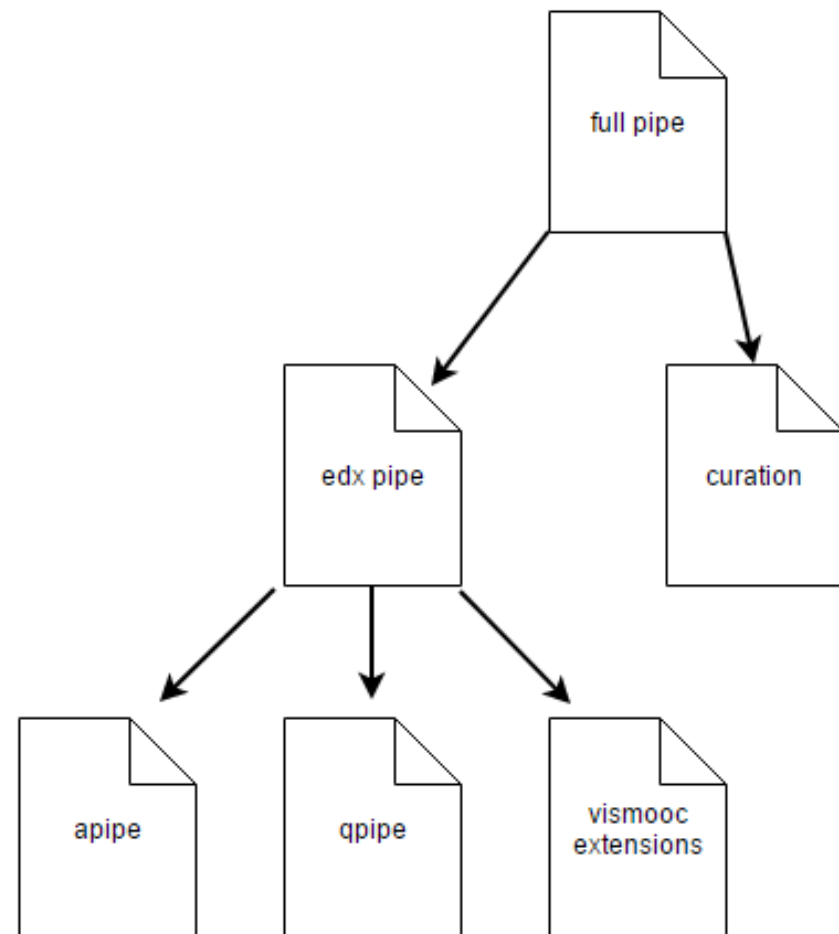 full pipe
edx pipe
curation
apipe
qpipe
vismooc
extensions